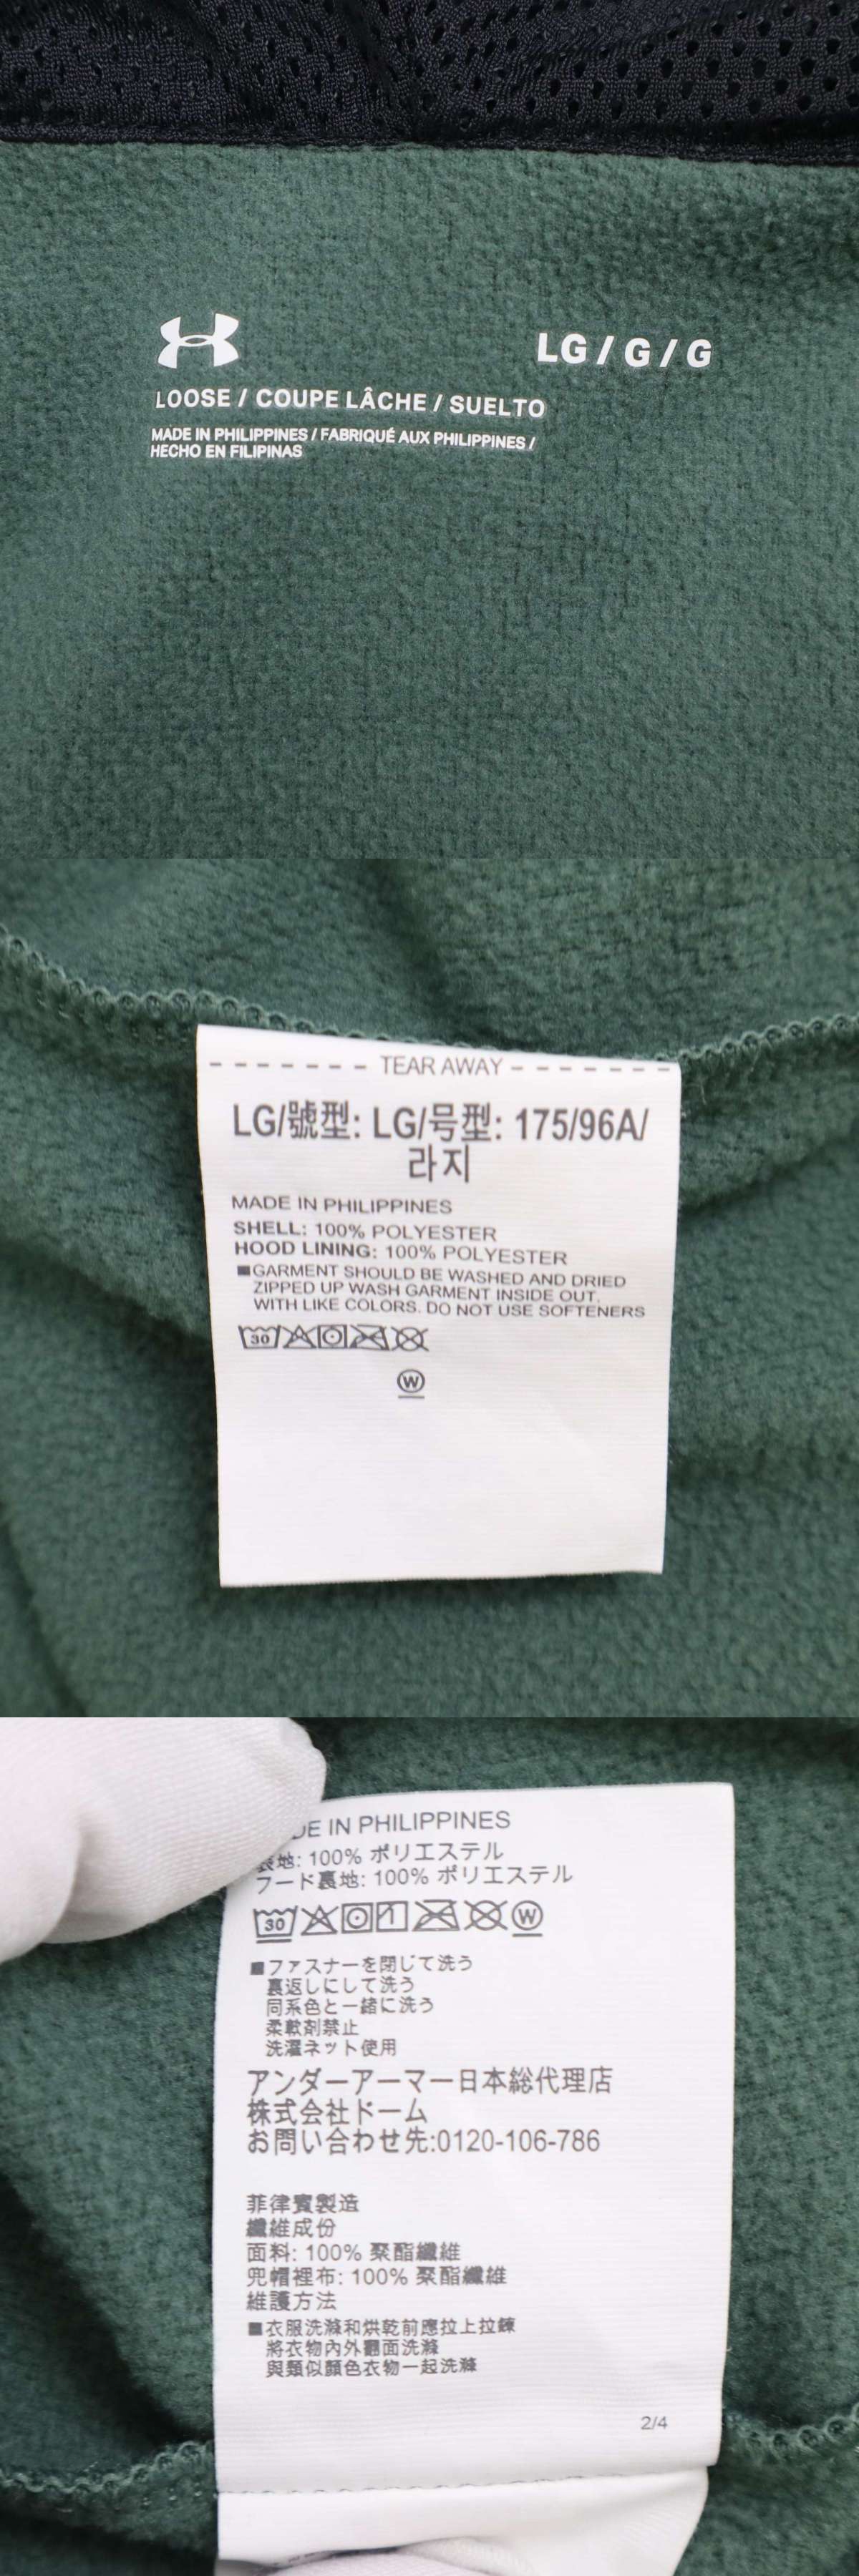 LG / G / G
LOOSE / COUPE LÂCHE / SUELTO
MADE IN PHILIPPINES / FABRIQUÉ AUX PHILIPPINES /
HECHO EN FILIPINAS
TEAR AWAY
LG/號型: LG/号型: 175/96A/
라지
MADE IN PHILIPPINES
SHELL: 100% POLYESTER
HOOD LINING: 100% POLYESTER
■GARMENT SHOULD BE WASHED AND DRIED
ZIPPED UP WASH GARMENT INSIDE OUT.
WITH LIKE COLORS. DO NOT USE SOFTENERS
30
W
DE IN PHILIPPINES
表地: 100% ポリエステル
フード裏地: 100% ポリエステル
30 W
■ファスナーを閉じて洗う
裏返しにして洗う
同系色と一緒に洗う
柔軟剤禁止
洗濯ネット使用
アンダーアーマー日本総代理店
株式会社ドーム
お問い合わせ先:0120-106-786
菲律賓製造
纖維成份
面料: 100% 聚酯纖維
兜帽裡布: 100% 聚酯纖維
維護方法
■衣服洗滌和烘乾前應拉上拉鍊
將衣物內外翻面洗滌
與類似顏色衣物一起洗滌
2/4